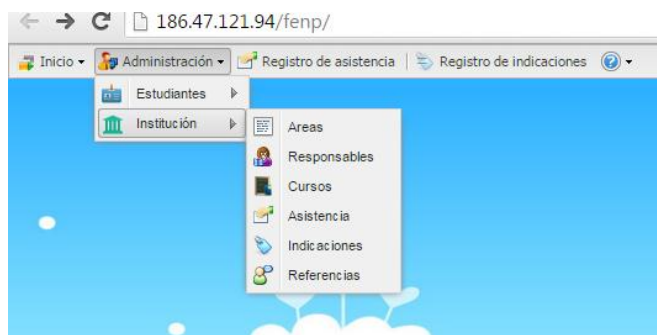 186.47.121.94/fenp/
Inicio Administración Registro de asistencia Registro de indicaciones
Estudiantes
Institución
Areas
Responsables
Cursos
Asistencia
Indicaciones
Referencias